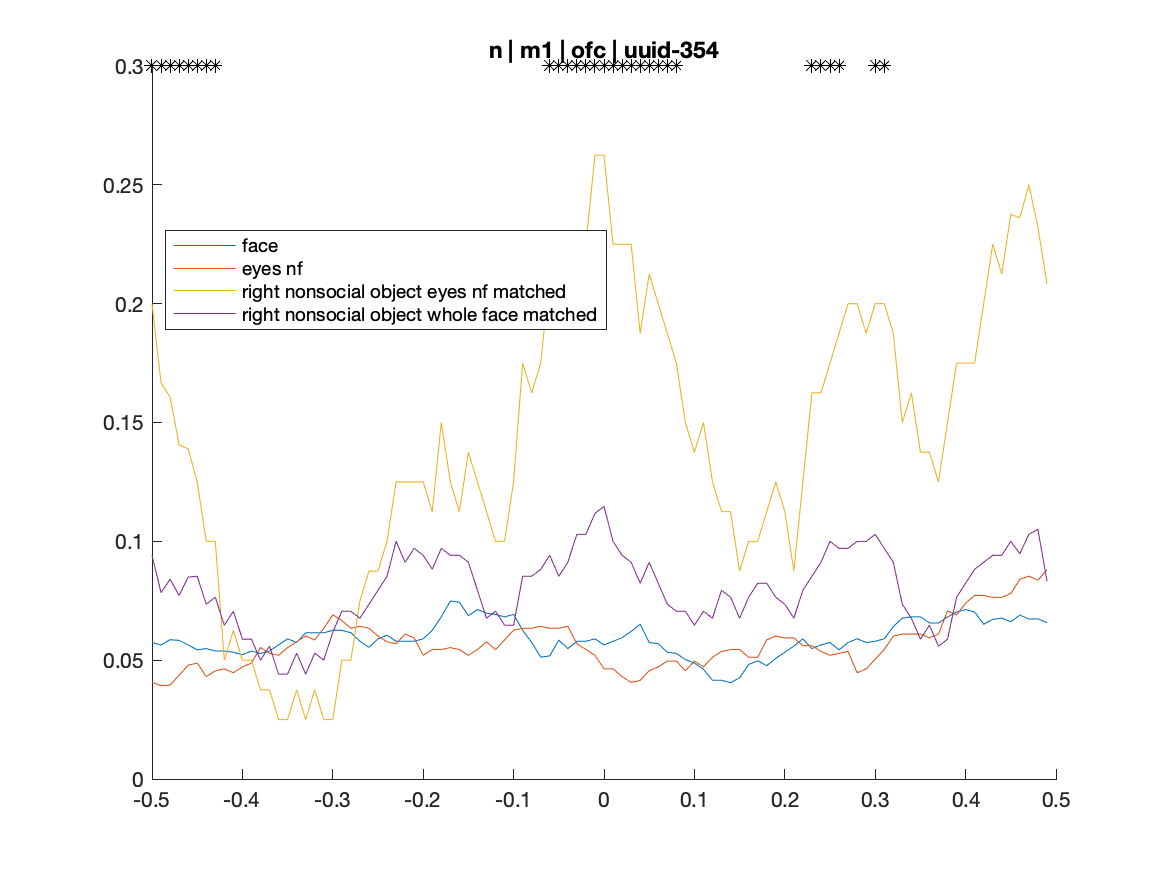 n | m1 | ofc | uuid-354
0.3
0.25
0.2
0.15
0.1
0.05
0
face
eyes nf
right nonsocial object eyes nf matched
right nonsocial object whole face matched
-0.5 -0.4 -0.3 -0.2 -0.1 0 0.1 0.2 0.3 0.4 0.5